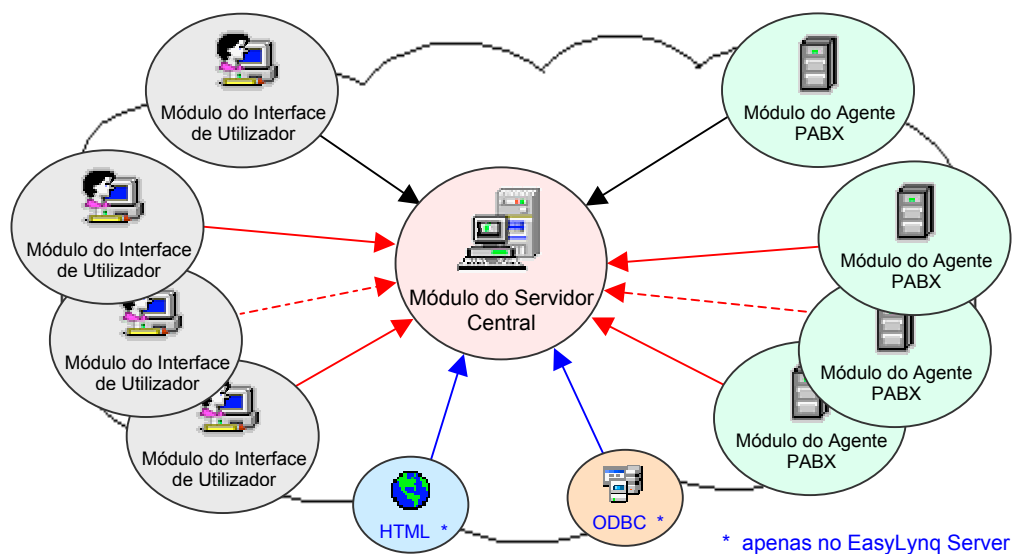 Módulo do Interface
de Utilizador
Módulo do Agente
PABX
Módulo do Interface
de Utilizador
Módulo do Agente
PABX
Módulo do Servidor
Central
Módulo do Interface
de Utilizador
Módulo do Agente
PABX
Módulo do Interface
de Utilizador
Módulo do Agente
PABX
HTML *
ODBC *
* apenas no EasyLynq Server